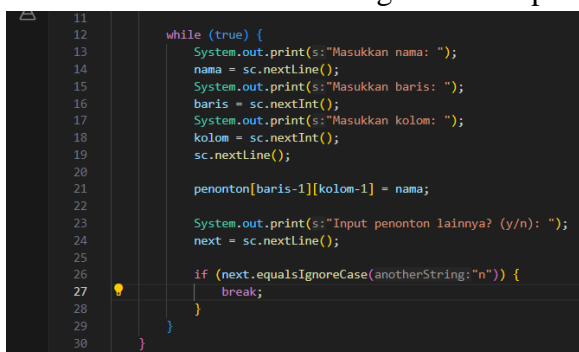 11
12 while (true) {
13 System.out.print(s:"Masukkan nama: ");
14 nama = sc.nextLine();
15 System.out.print(s:"Masukkan baris: ");
16 baris = sc.nextInt();
17 System.out.print(s:"Masukkan kolom: ");
18 kolom = sc.nextInt();
19 sc.nextLine();
20
21 penonton[baris-1][kolom-1] = nama;
22
23 System.out.print(s:"Input penonton lainnya? (y/n): ");
24 next = sc.nextLine();
25
26 if (next.equalsIgnoreCase(anotherString:"n")) {
27 break;
28 }
29 }
30 }